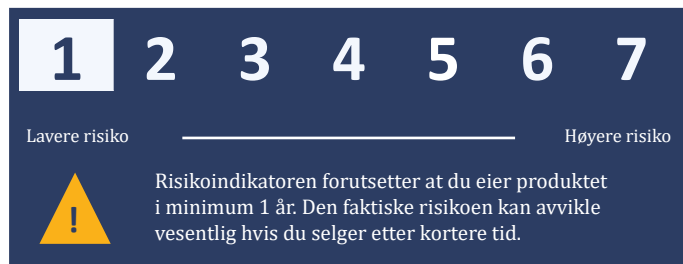 1 2 3 4 5 6 7
Lavere risiko Høyere risiko
!
Risikoindikatoren forutsetter at du eier produktet
i minimum 1 år. Den faktiske risikoen kan avvikle
vesentlig hvis du selger etter kortere tid.